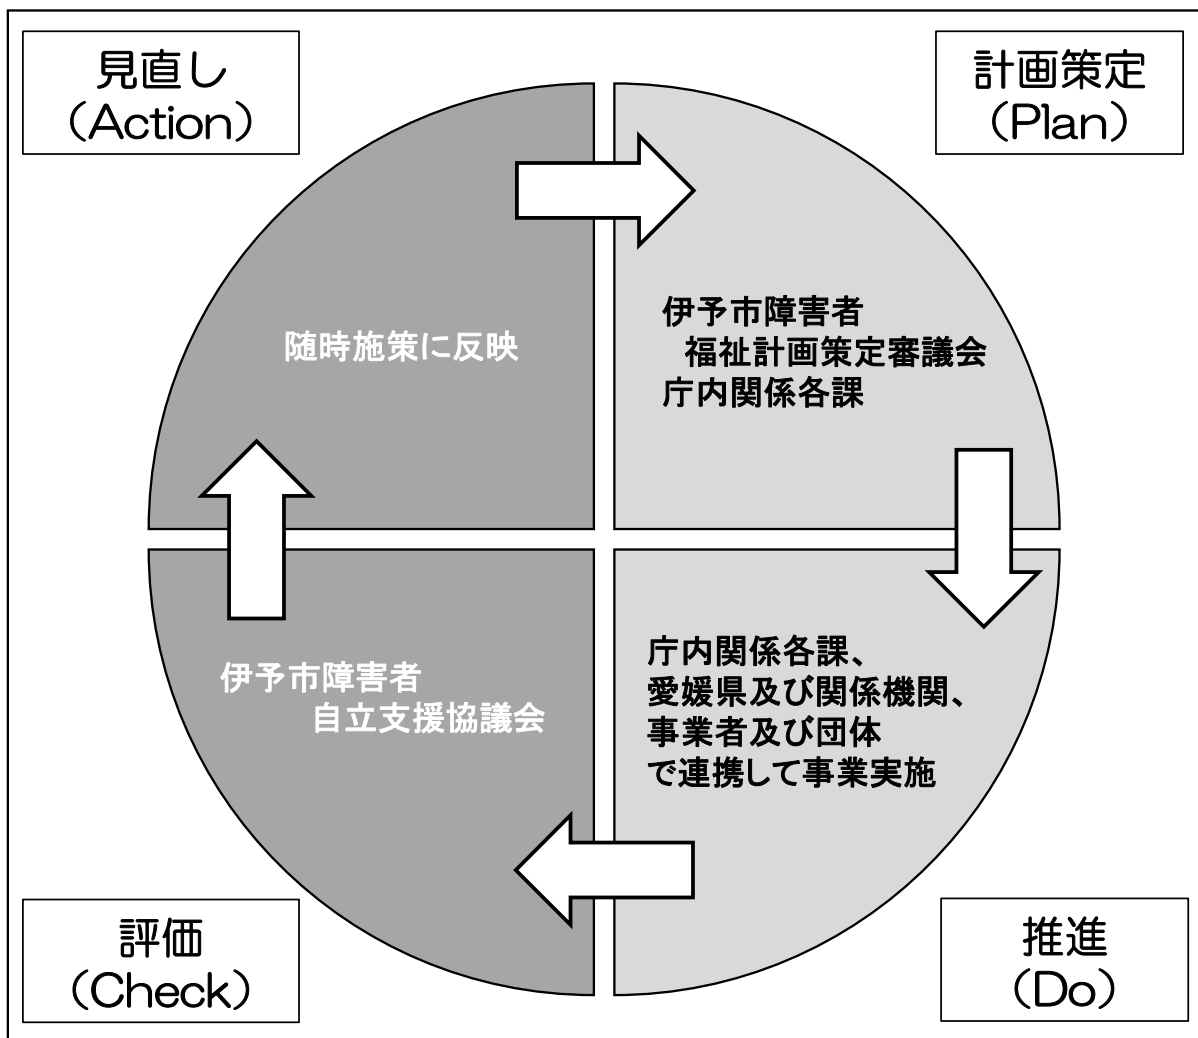 見直し
(Action)
計画策定
(Plan)
随時施策に反映
伊予市障害者
福祉計画策定審議会
庁内関係各課
伊予市障害者
自立支援協議会
庁内関係各課、
愛媛県及び関係機関、
事業者及び団体
で連携して事業実施
評価
(Check)
推進
(Do)